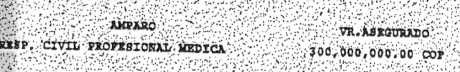 AMPARO VR.ASEGURADO
RESP. CIVIL PROFESIONAL MEDICA 300,000,000.00 COP